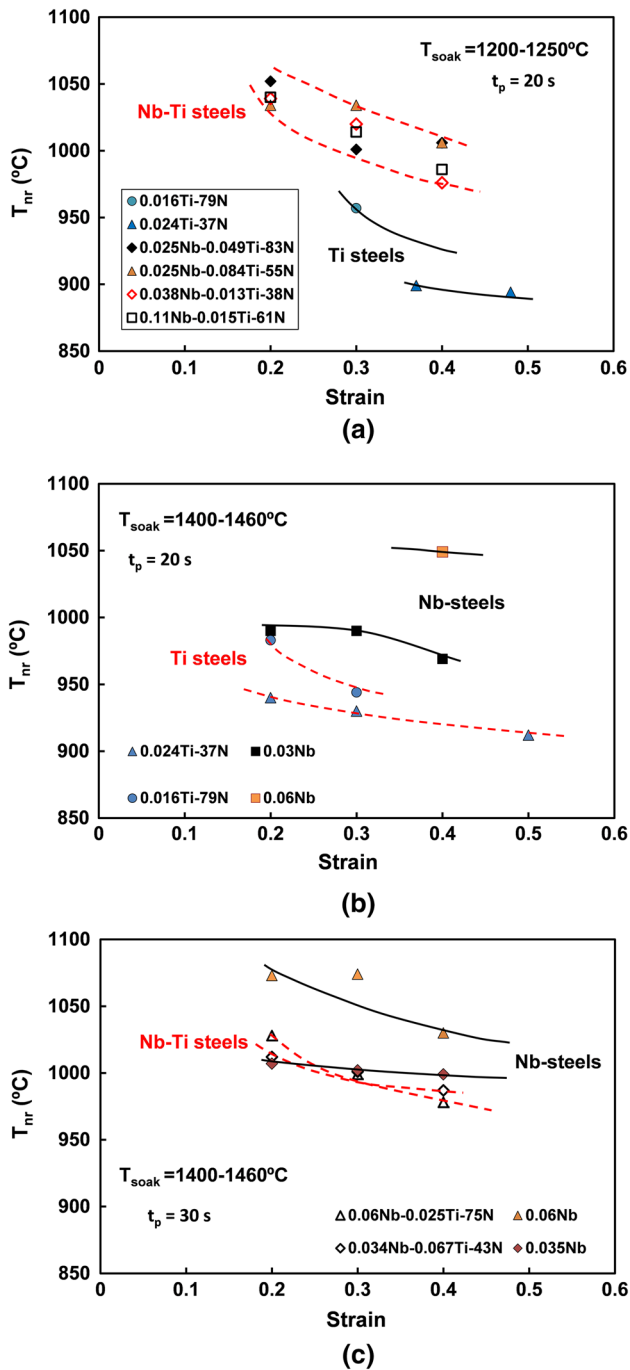 1100
T_soak =1200-1250ºC
t_p = 20 s
1050
Nb-Ti steels
1000
T_nr (ºC)
950
Ti steels
900
850
0.016Ti-79N
0.024Ti-37N
0.025Nb-0.049Ti-83N
0.025Nb-0.084Ti-55N
0.038Nb-0.013Ti-38N
0.11Nb-0.015Ti-61N
0 0.1 0.2 0.3 0.4 0.5 0.6
Strain
(a)
1100
T_soak =1400-1460ºC
t_p = 20 s
1050
Nb-steels
1000
T_nr (ºC)
Ti steels
950
900
850
0.024Ti-37N 0.03Nb
0.016Ti-79N 0.06Nb
0 0.1 0.2 0.3 0.4 0.5 0.6
Strain
(b)
1100
1050
Nb-Ti steels
Nb-steels
1000
T_nr (ºC)
950
T_soak =1400-1460ºC
t_p = 30 s
900
850
0.06Nb-0.025Ti-75N 0.06Nb
0.034Nb-0.067Ti-43N 0.035Nb
0 0.1 0.2 0.3 0.4 0.5 0.6
Strain
(c)